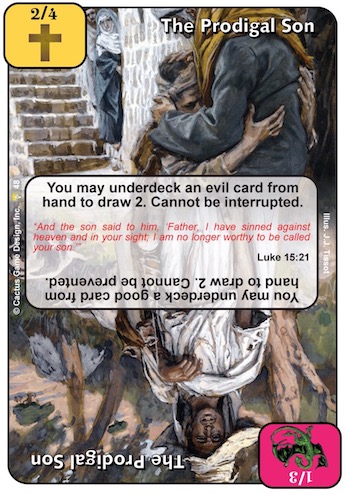 2/4
The Prodigal Son
You may underdeck an evil card from
hand to draw 2. Cannot be interrupted.
"And the son said to him, 'Father, I have sinned against
heaven and in your sight; I am no longer worthy to be called
your son.'"
Luke 15:21
You may underdeck a good card from
hand to draw 2. Cannot be prevented.
© Cactus Game Design, Inc.
48
Illus. J.J. Tissot
The Prodigal Son
1/3